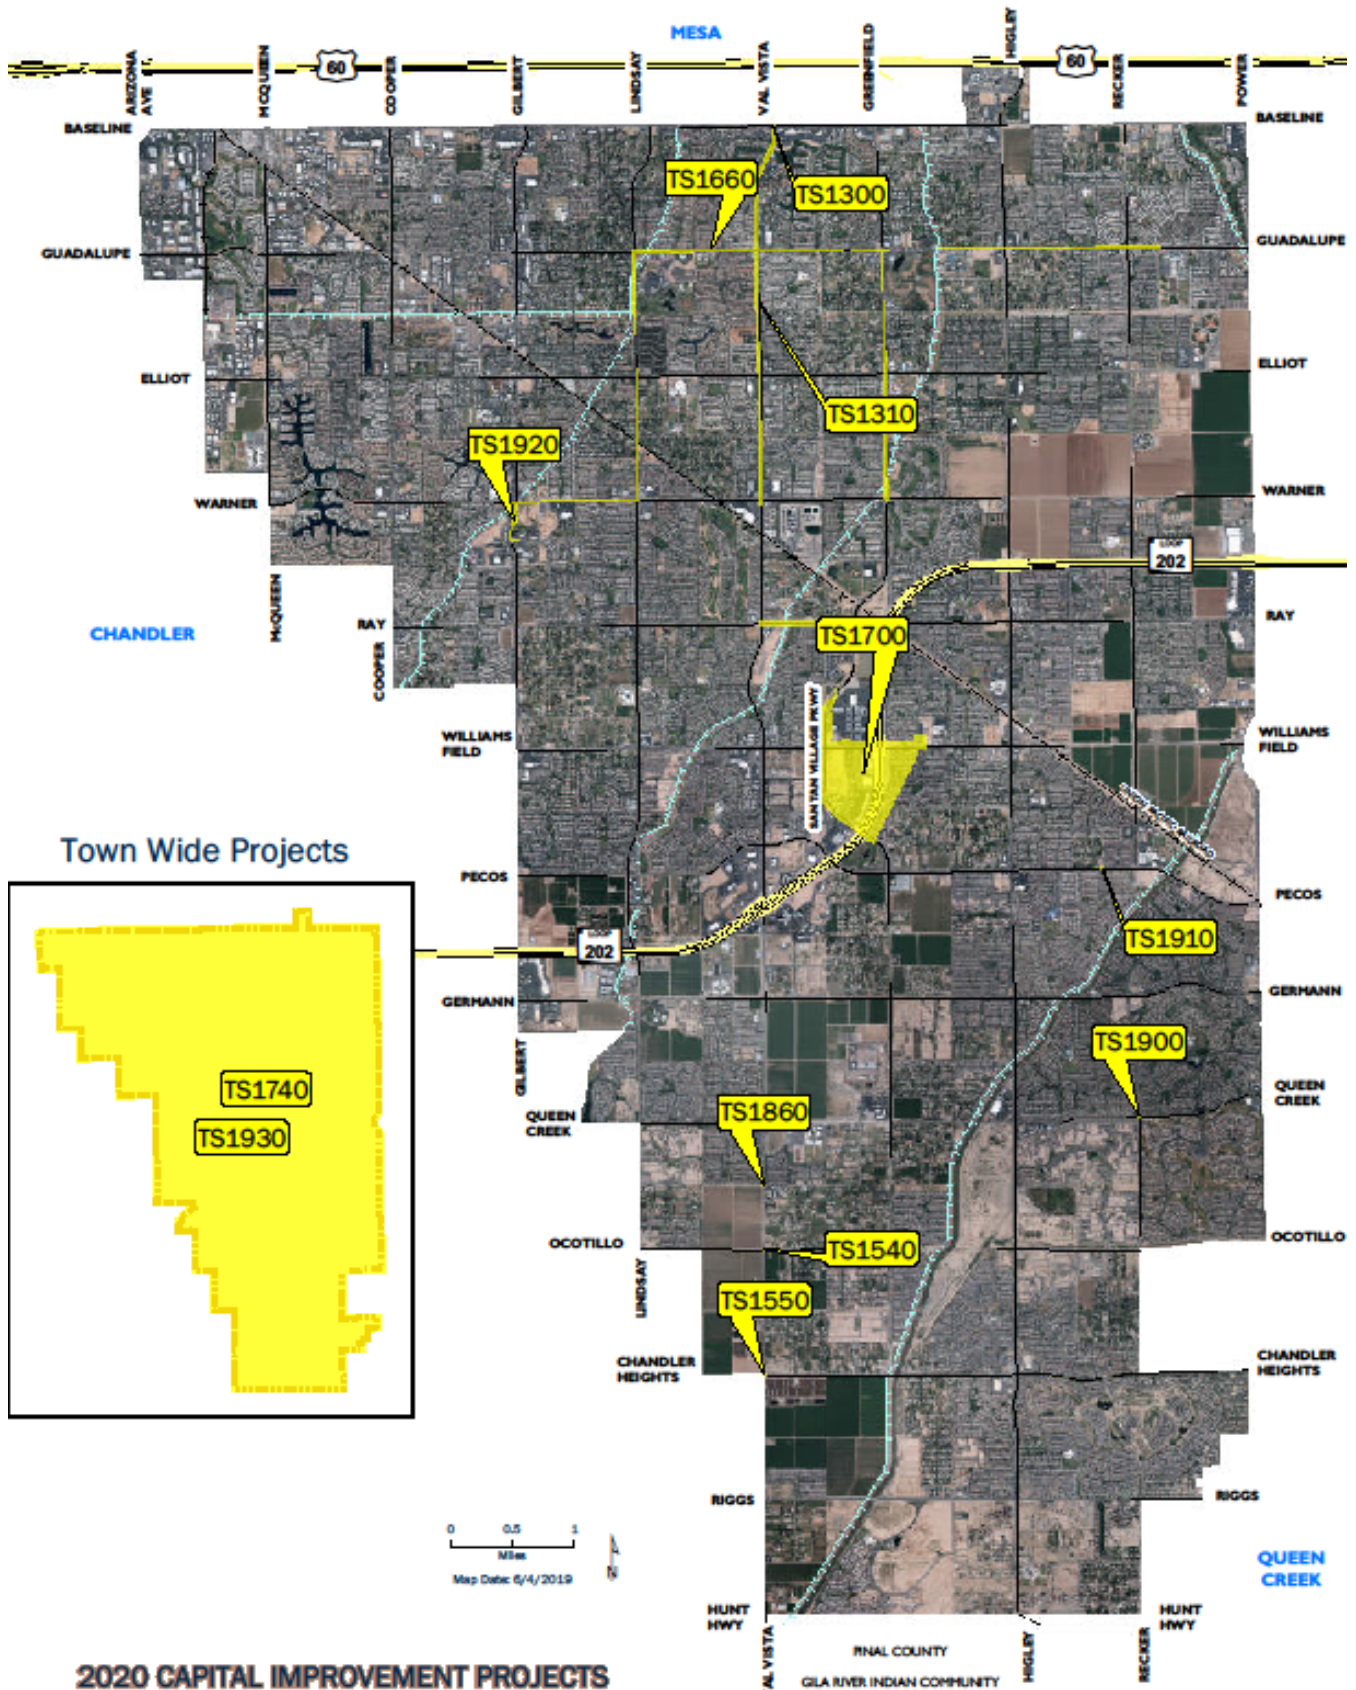 MESA
ARIZONA
AVE
MCQUEEN
60
COOPER
GILBERT
LINDSAY
VAL VISTA
GREENFIELD
HIGLEY
60
RECKER
POWER
BASELINE
BASELINE
TS1660
TS1300
GUADALUPE
GUADALUPE
ELLIOT
ELLIOT
TS1310
TS1920
WARNER
WARNER
LOOP
202
MCQUEEN
CHANDLER
RAY
RAY
COOPER
TS1700
SANTAN VILLAGE PKWY
WILLIAMS
FIELD
WILLIAMS
FIELD
Town Wide Projects
PECOS
PECOS
LOOP
202
TS1910
GERMANN
GERMANN
GILBERT
TS1900
TS1740
TS1930
QUEEN
CREEK
QUEEN
CREEK
TS1860
OCOTILLO
OCOTILLO
TS1540
LINDSAY
TS1550
CHANDLER
HEIGHTS
CHANDLER
HEIGHTS
RIGGS
RIGGS
0 0.5 1
Miles
N
Map Date: 6/4/2019
QUEEN
CREEK
HUNT
HWY
HUNT
HWY
AL VISTA
HIGLEY
RECKER
PINAL COUNTY
GILA RIVER INDIAN COMMUNITY
2020 CAPITAL IMPROVEMENT PROJECTS